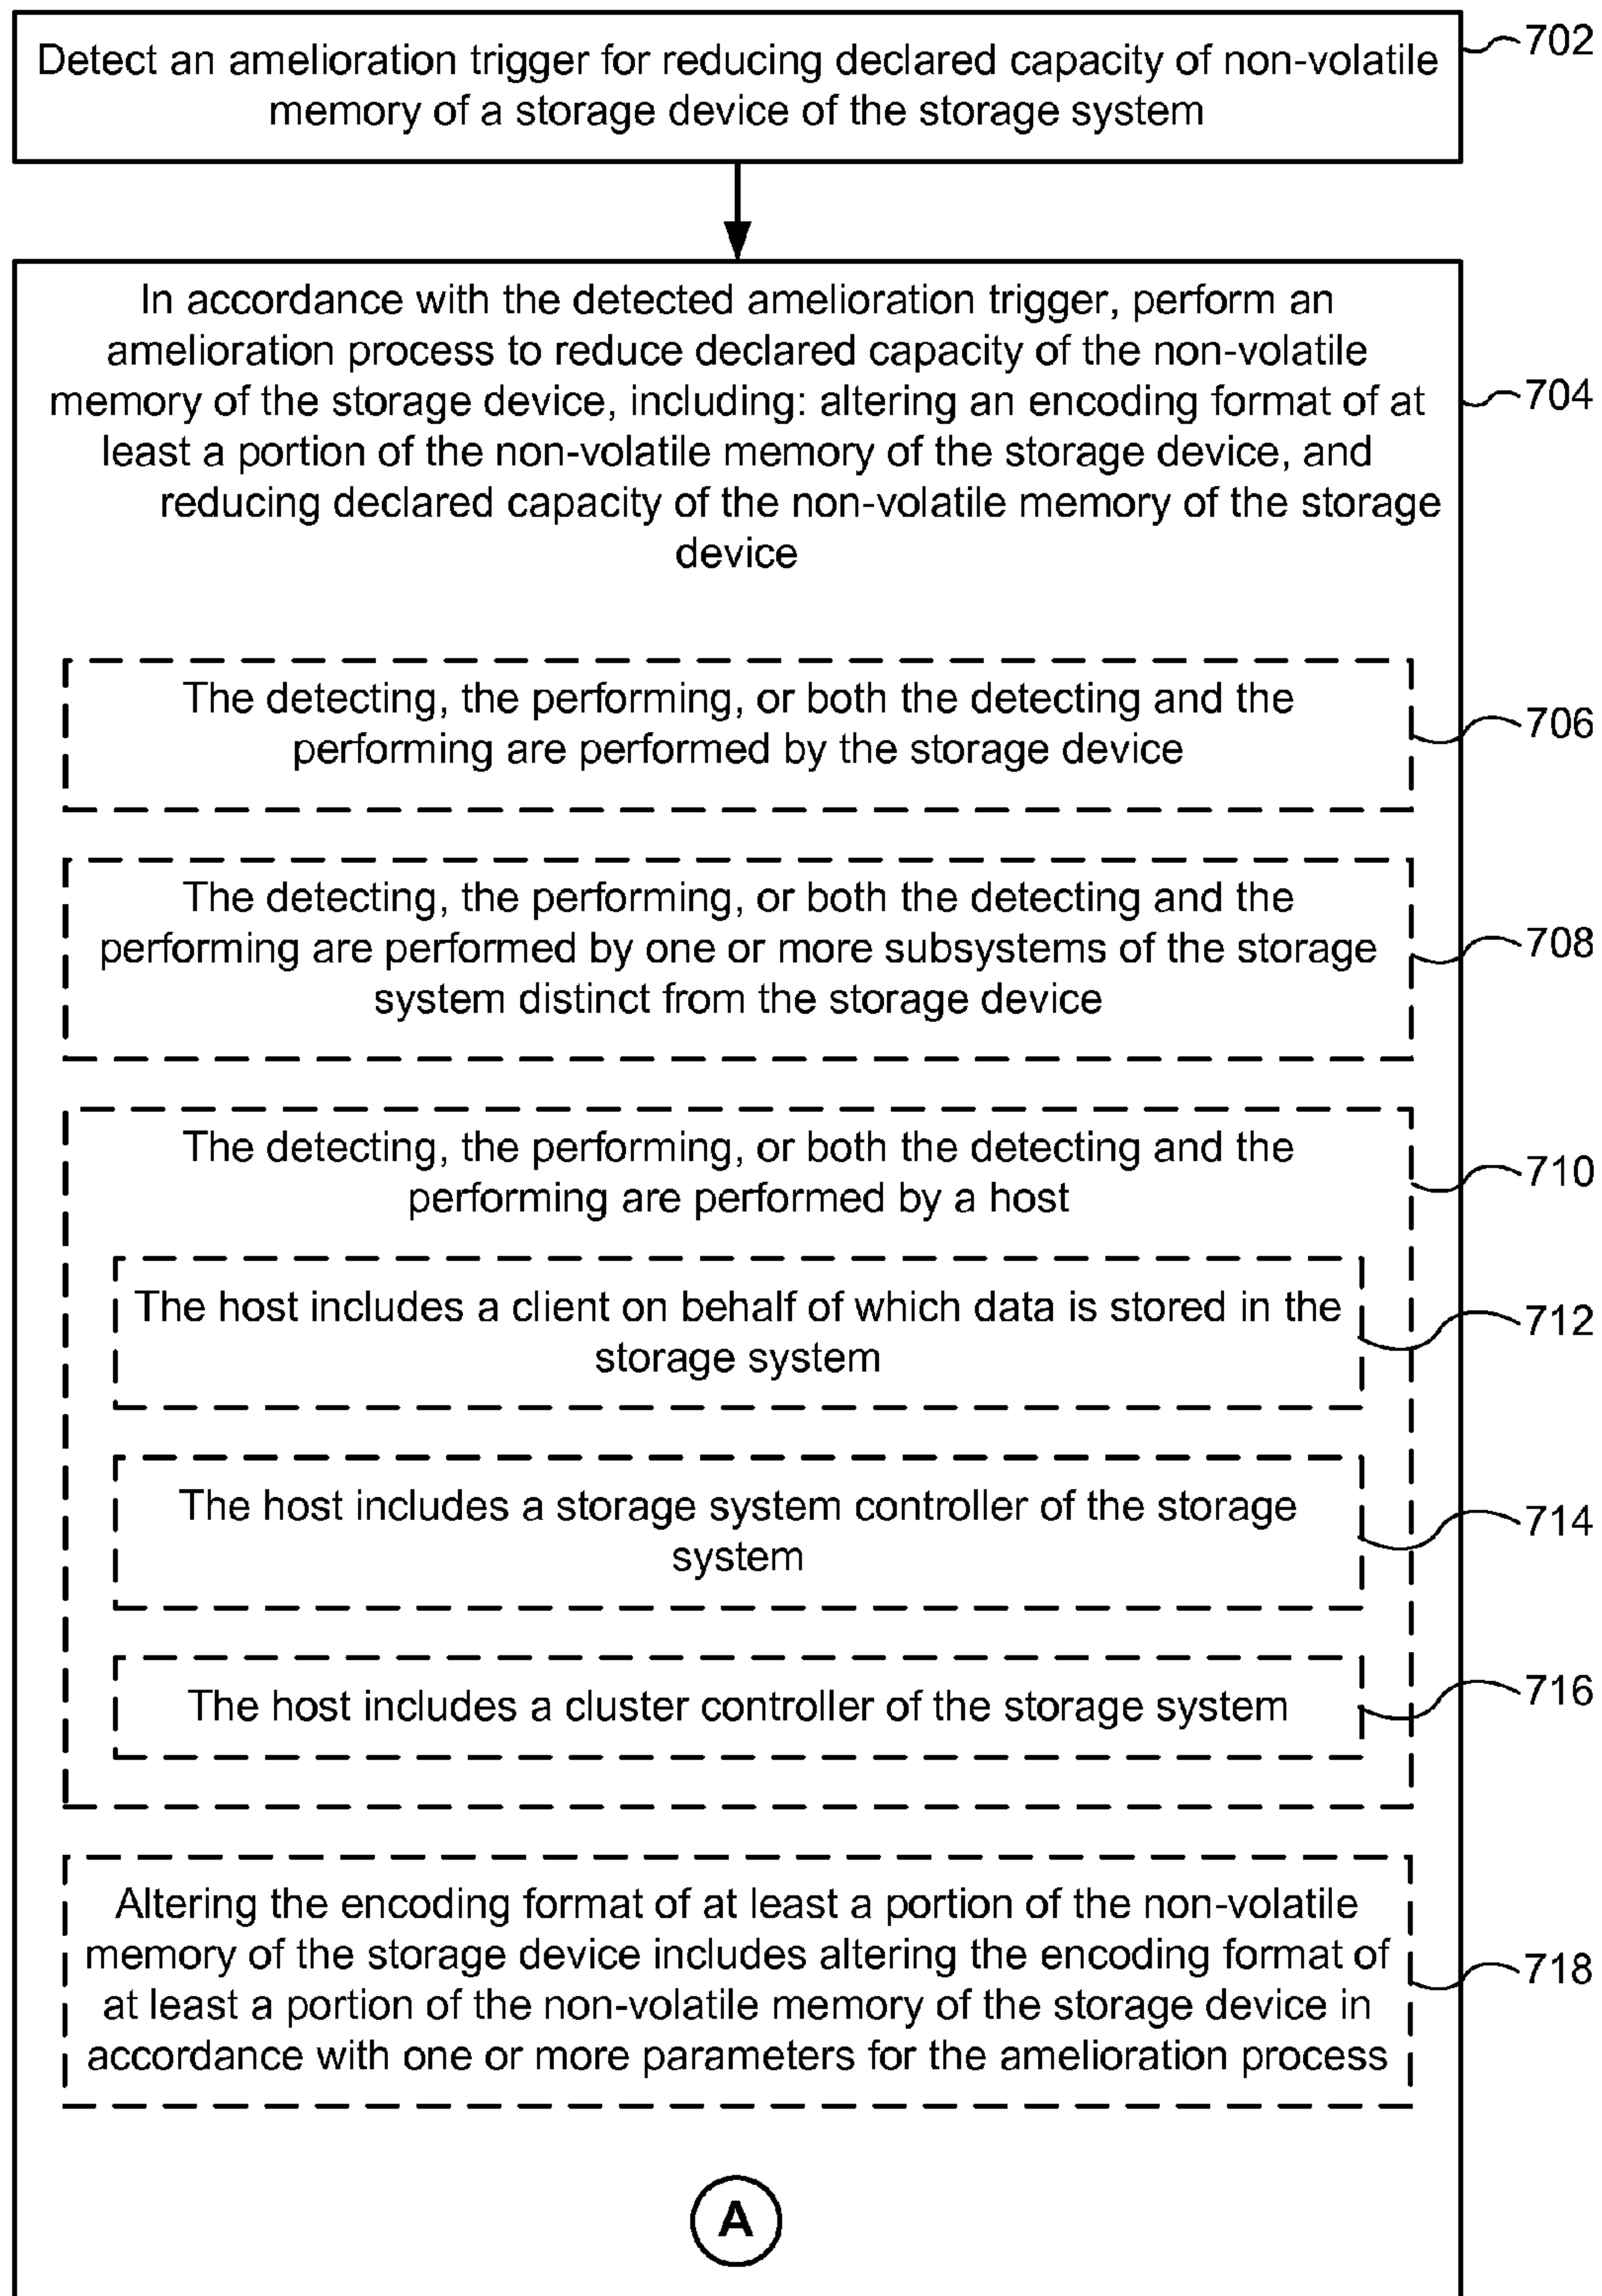 Detect an amelioration trigger for reducing declared capacity of non-volatile
memory of a storage device of the storage system
702
In accordance with the detected amelioration trigger, perform an
amelioration process to reduce declared capacity of the non-volatile
memory of the storage device, including: altering an encoding format of at
least a portion of the non-volatile memory of the storage device, and
reducing declared capacity of the non-volatile memory of the storage
device
704
The detecting, the performing, or both the detecting and the
performing are performed by the storage device
706
The detecting, the performing, or both the detecting and the
performing are performed by one or more subsystems of the storage
system distinct from the storage device
708
The detecting, the performing, or both the detecting and the
performing are performed by a host
710
The host includes a client on behalf of which data is stored in the
storage system
712
The host includes a storage system controller of the storage
system
714
The host includes a cluster controller of the storage system
716
Altering the encoding format of at least a portion of the non-volatile
memory of the storage device includes altering the encoding format of
at least a portion of the non-volatile memory of the storage device in
accordance with one or more parameters for the amelioration process
718
A